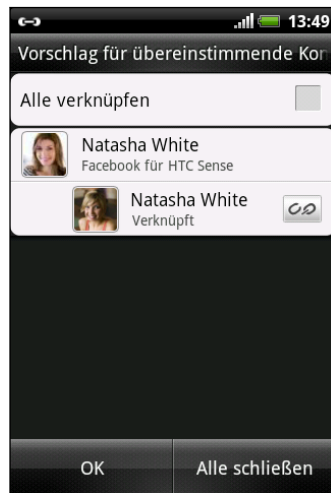 13:49
Vorschlag für übereinstimmende Kon
Alle verknüpfen
Natasha White
Facebook für HTC Sense
Natasha White
Verknüpft
OK
Alle schließen